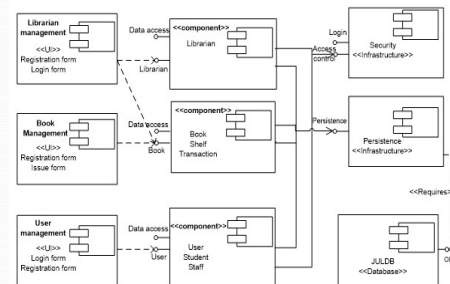 Librarian
management
<<UI>>
Registration form
Login form
Data access
Librarian
<<component>>
Librarian
Login
Access
control
Security
<<Infrastructure>>
Book
Management
<<UI>>
Registration form
Issue form
Data access
Book
<<component>>
Book
Shelf
Transaction
Persistence
Persistence
<<Infrastructure>>
<<Requires>
User
management
<<UI>>
Login form
Registration form
Data access
User
<<component>>
User
Student
Staff
JULDB
<<Database>>